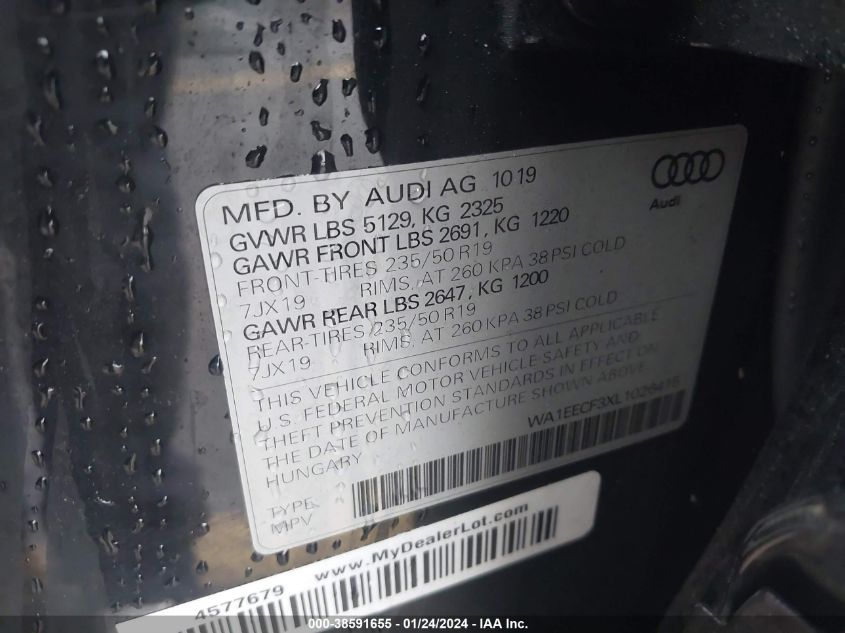 MFD. BY AUDI AG 10 19
Audi
GVWR LBS 5129, KG 2325
GAWR FRONT LBS 2691, KG 1220
FRONT-TIRES 235/50 R19
7JX19 RIMS, AT 260 KPA 38 PSI COLD
GAWR REAR LBS 2647, KG 1200
REAR-TIRES 235/50 R19
7JX19 RIMS, AT 260 KPA 38 PSI COLD
THIS VEHICLE CONFORMS TO ALL APPLICABLE
U.S. FEDERAL MOTOR VEHICLE SAFETY AND
THEFT PREVENTION STANDARDS IN EFFECT ON
THE DATE OF MANUFACTURE SHOWN ABOVE
HUNGARY
WA1EECF3XL1026415
TYPE
MPV
4577679 www.MyDealerLot.com
000-38591655 - 01/24/2024 - IAA Inc.